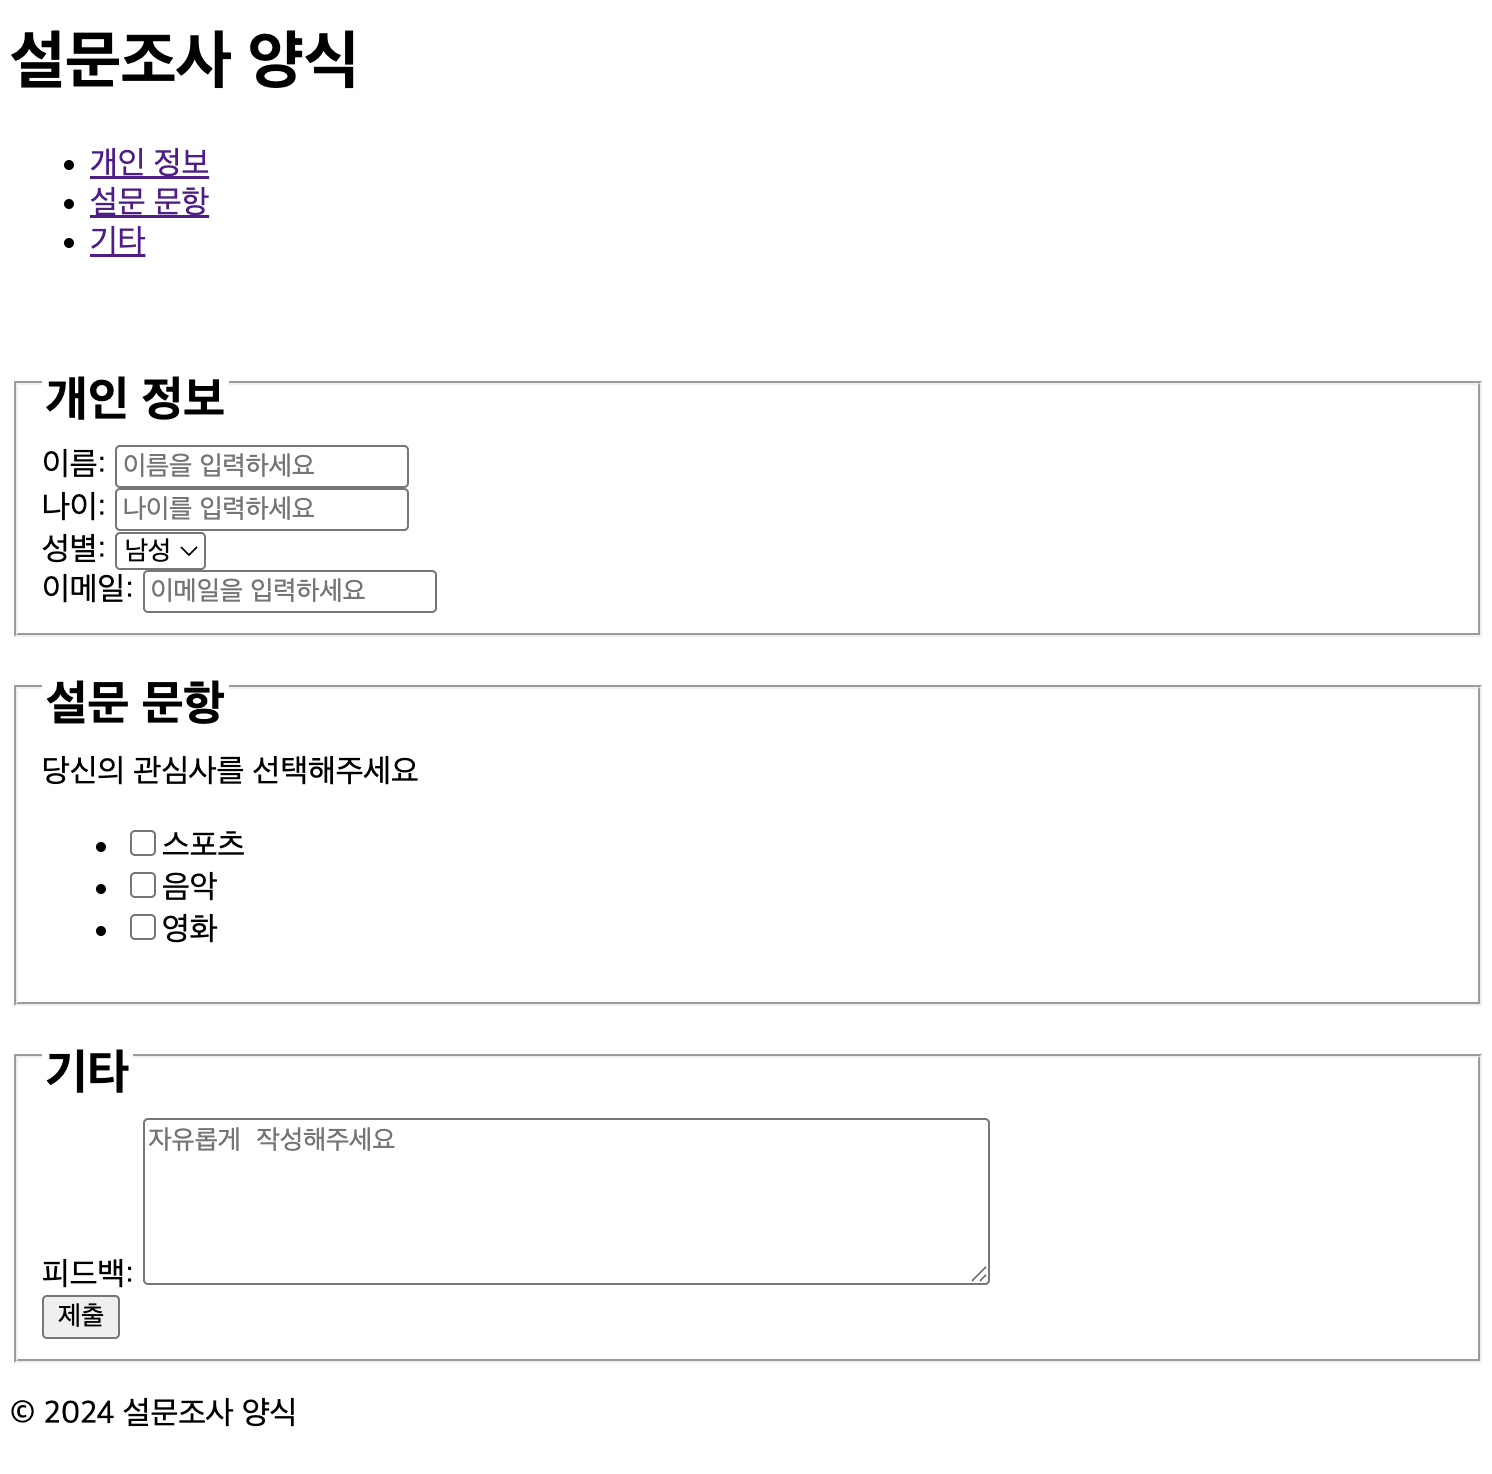 설문조사 양식
개인 정보
설문 문항
기타
개인 정보
이름: 이름을 입력하세요
나이: 나이를 입력하세요
성별: 남성
이메일: 이메일을 입력하세요
설문 문항
당신의 관심사를 선택해주세요
스포츠
음악
영화
기타
자유롭게 작성해주세요
피드백:
제출
© 2024 설문조사 양식